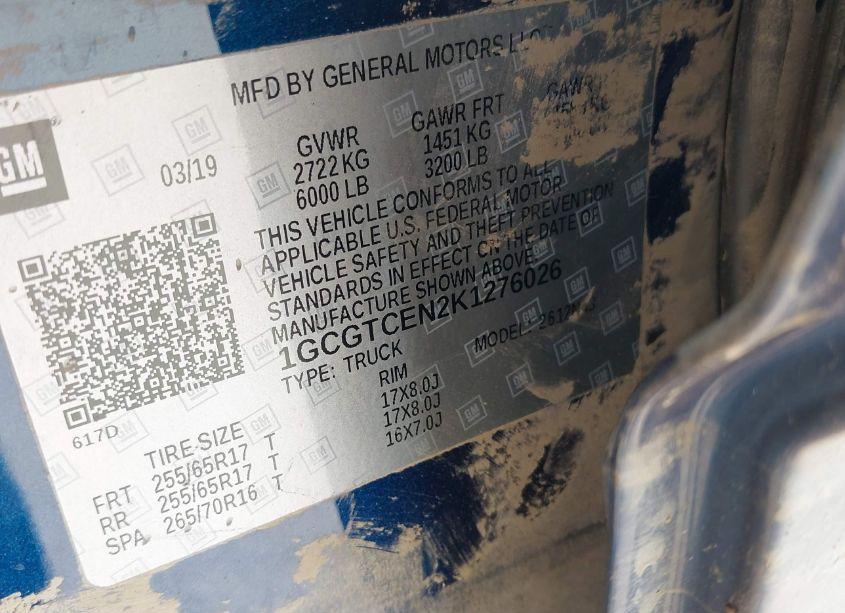 MFD BY GENERAL MOTORS LLC
GM
03/19
GVWR
2722 KG
6000 LB
GAWR FRT
1451 KG
3200 LB
GAWR
THIS VEHICLE CONFORMS TO ALL
APPLICABLE U.S. FEDERAL MOTOR
VEHICLE SAFETY AND THEFT PREVENTION
STANDARDS IN EFFECT ON THE DATE OF
MANUFACTURE SHOWN ABOVE.
1GCGTCEN2K1276026
TYPE: TRUCK MODEL:
617D
TIRE SIZE RIM
FRT 255/65R17 T 17X8.0J
RR 255/65R17 T 17X8.0J
SPA 265/70R16 T 16X7.0J